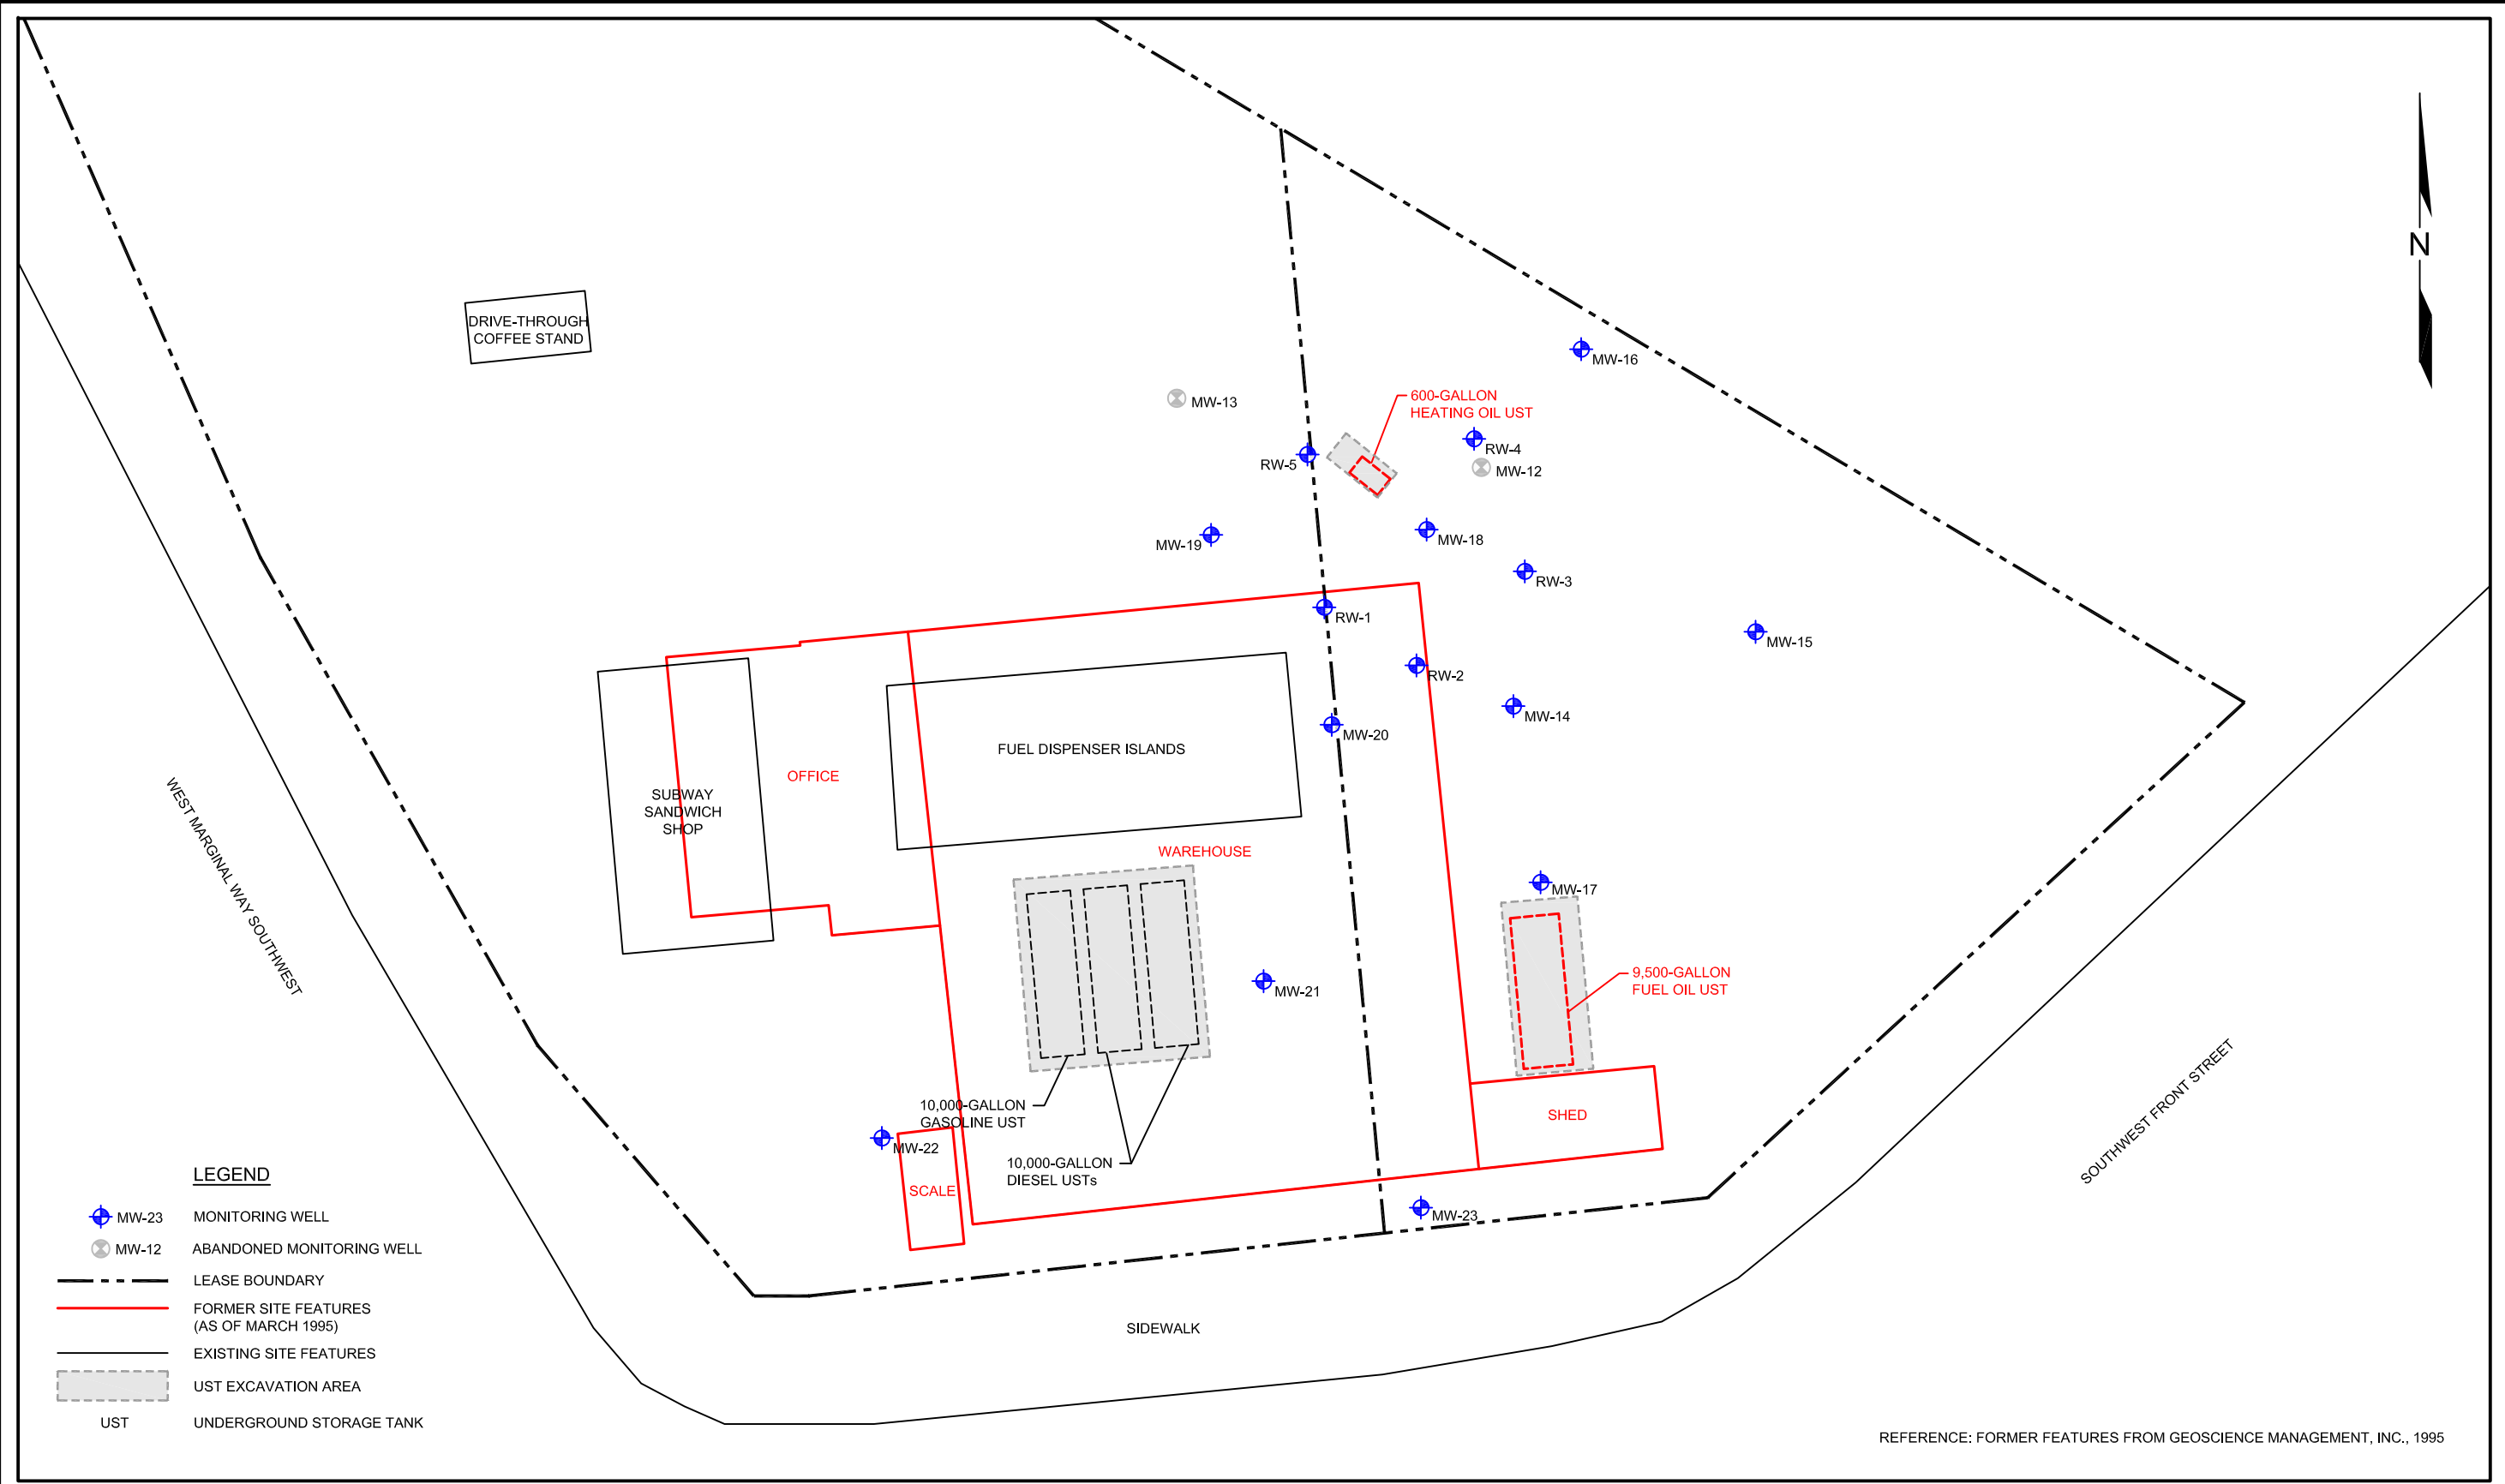 N
DRIVE-THROUGH
COFFEE STAND
MW-16
600-GALLON
HEATING OIL UST
MW-13
RW-4
RW-5
MW-12
MW-19
MW-18
RW-3
RW-1
MW-15
RW-2
MW-14
MW-20
FUEL DISPENSER ISLANDS
OFFICE
SUBWAY
SANDWICH
SHOP
WEST MARGINAL WAY SOUTHWEST
WAREHOUSE
MW-17
9,500-GALLON
FUEL OIL UST
MW-21
10,000-GALLON
GASOLINE UST
SHED
SOUTHWEST FRONT STREET
MW-22
10,000-GALLON
DIESEL USTs
SCALE
MW-23
SIDEWALK
LEGEND
MW-23 MONITORING WELL
MW-12 ABANDONED MONITORING WELL
LEASE BOUNDARY
FORMER SITE FEATURES
(AS OF MARCH 1995)
EXISTING SITE FEATURES
UST EXCAVATION AREA
UST UNDERGROUND STORAGE TANK
REFERENCE: FORMER FEATURES FROM GEOSCIENCE MANAGEMENT, INC., 1995